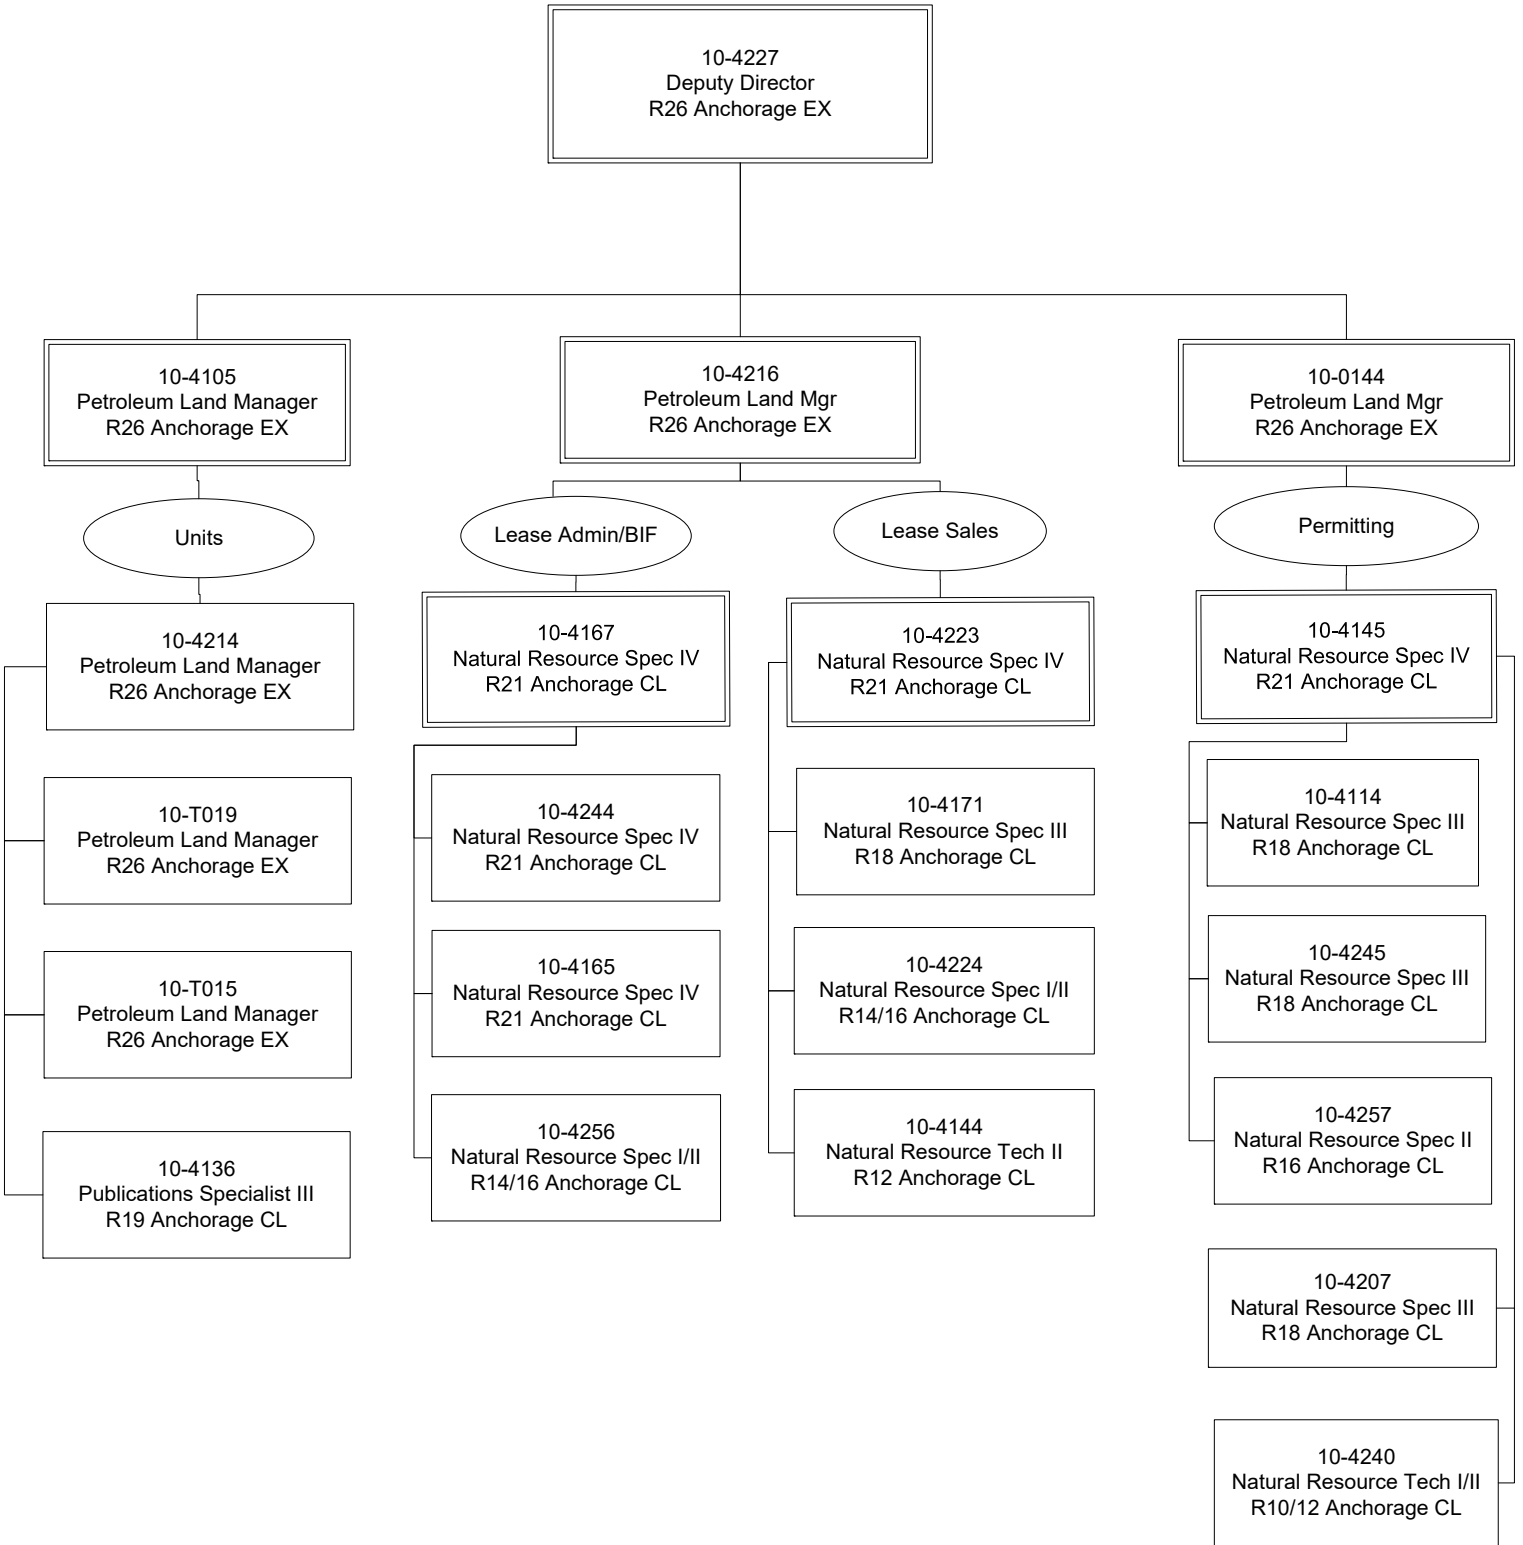 10-4227
Deputy Director
R26 Anchorage EX
10-4105
Petroleum Land Manager
R26 Anchorage EX
10-4216
Petroleum Land Mgr
R26 Anchorage EX
10-0144
Petroleum Land Mgr
R26 Anchorage EX
Units
Lease Admin/BIF
Lease Sales
Permitting
10-4214
Petroleum Land Manager
R26 Anchorage EX
10-T019
Petroleum Land Manager
R26 Anchorage EX
10-T015
Petroleum Land Manager
R26 Anchorage EX
10-4136
Publications Specialist III
R19 Anchorage CL
10-4167
Natural Resource Spec IV
R21 Anchorage CL
10-4244
Natural Resource Spec IV
R21 Anchorage CL
10-4165
Natural Resource Spec IV
R21 Anchorage CL
10-4256
Natural Resource Spec I/II
R14/16 Anchorage CL
10-4223
Natural Resource Spec IV
R21 Anchorage CL
10-4171
Natural Resource Spec III
R18 Anchorage CL
10-4224
Natural Resource Spec I/II
R14/16 Anchorage CL
10-4144
Natural Resource Tech II
R12 Anchorage CL
10-4145
Natural Resource Spec IV
R21 Anchorage CL
10-4114
Natural Resource Spec III
R18 Anchorage CL
10-4245
Natural Resource Spec III
R18 Anchorage CL
10-4257
Natural Resource Spec II
R16 Anchorage CL
10-4207
Natural Resource Spec III
R18 Anchorage CL
10-4240
Natural Resource Tech I/II
R10/12 Anchorage CL